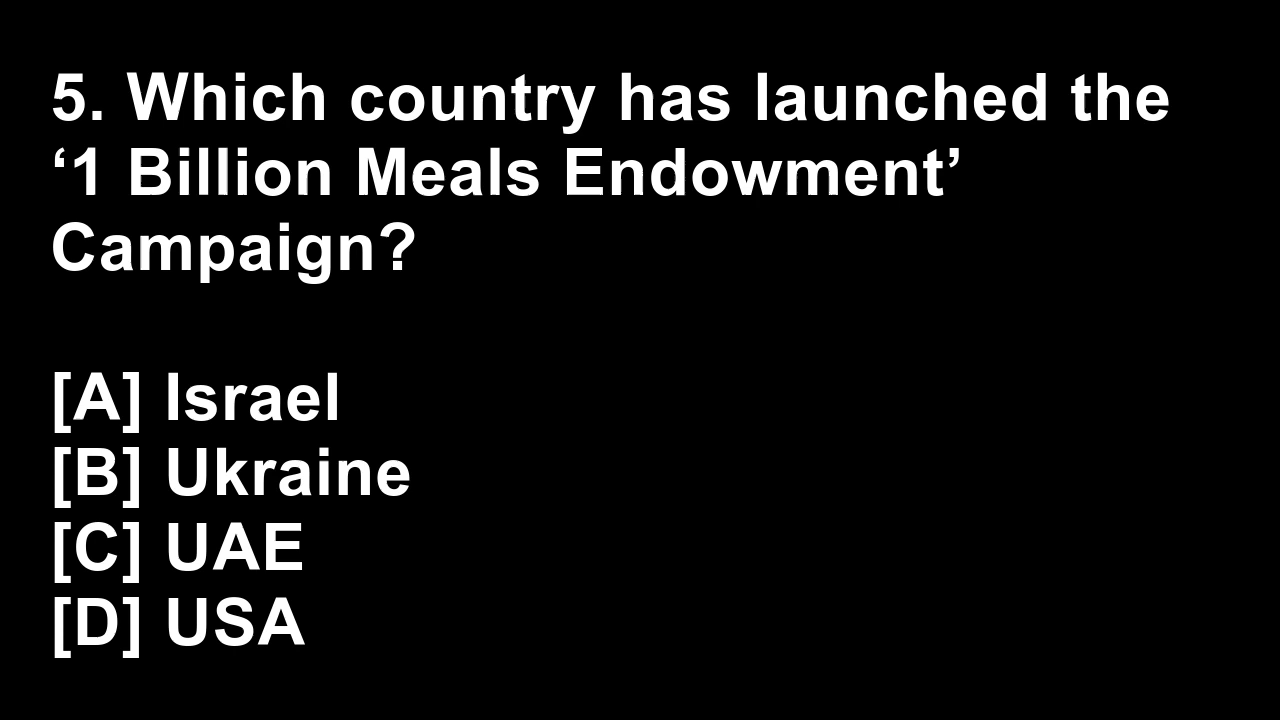 5. Which country has launched the
‘1 Billion Meals Endowment’
Campaign?
[A] Israel
[B] Ukraine
[C] UAE
[D] USA